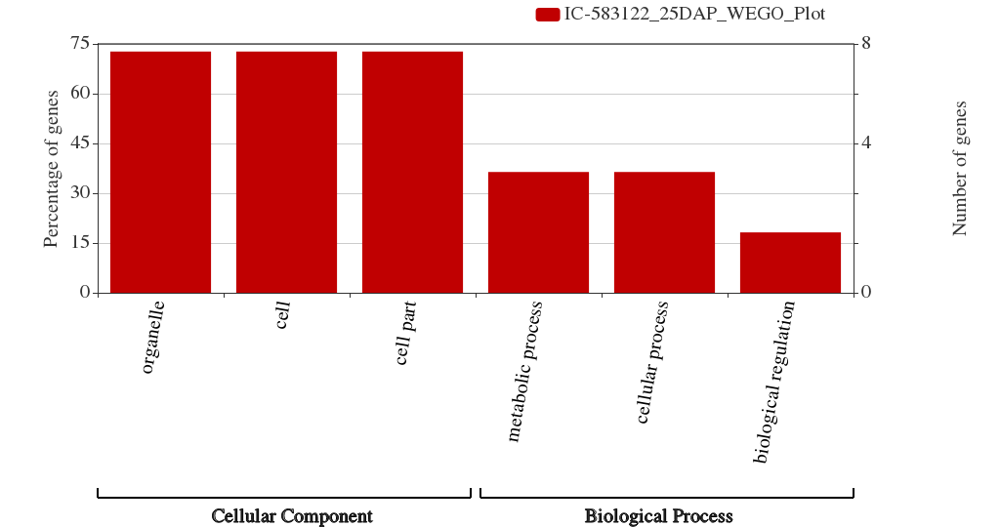 IC-583122_25DAP_WEGO_Plot
75
60
45
30
15
0
Percentage of genes
8
4
0
Number of genes
organelle
cell
cell part
metabolic process
cellular process
biological regulation
Cellular Component
Biological Process